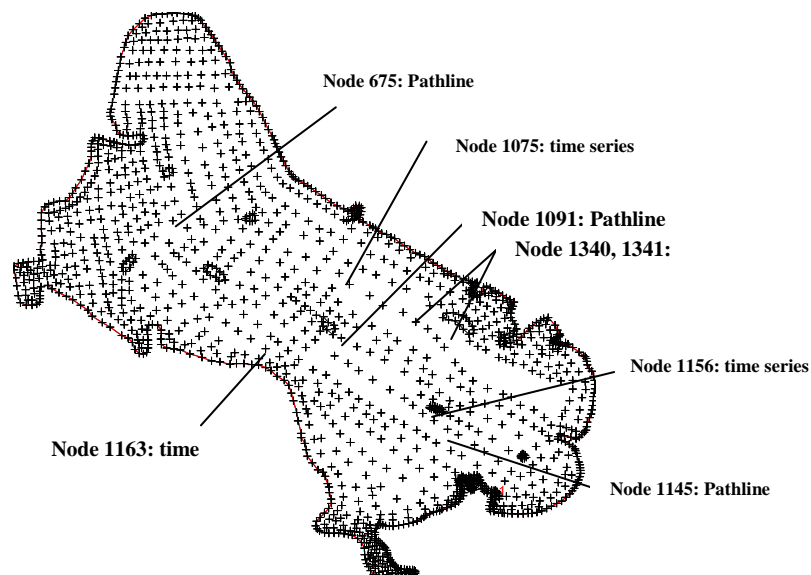 Node 675: Pathline
Node 1075: time series
Node 1091: Pathline
Node 1340, 1341:
Node 1156: time series
Node 1163: time
Node 1145: Pathline